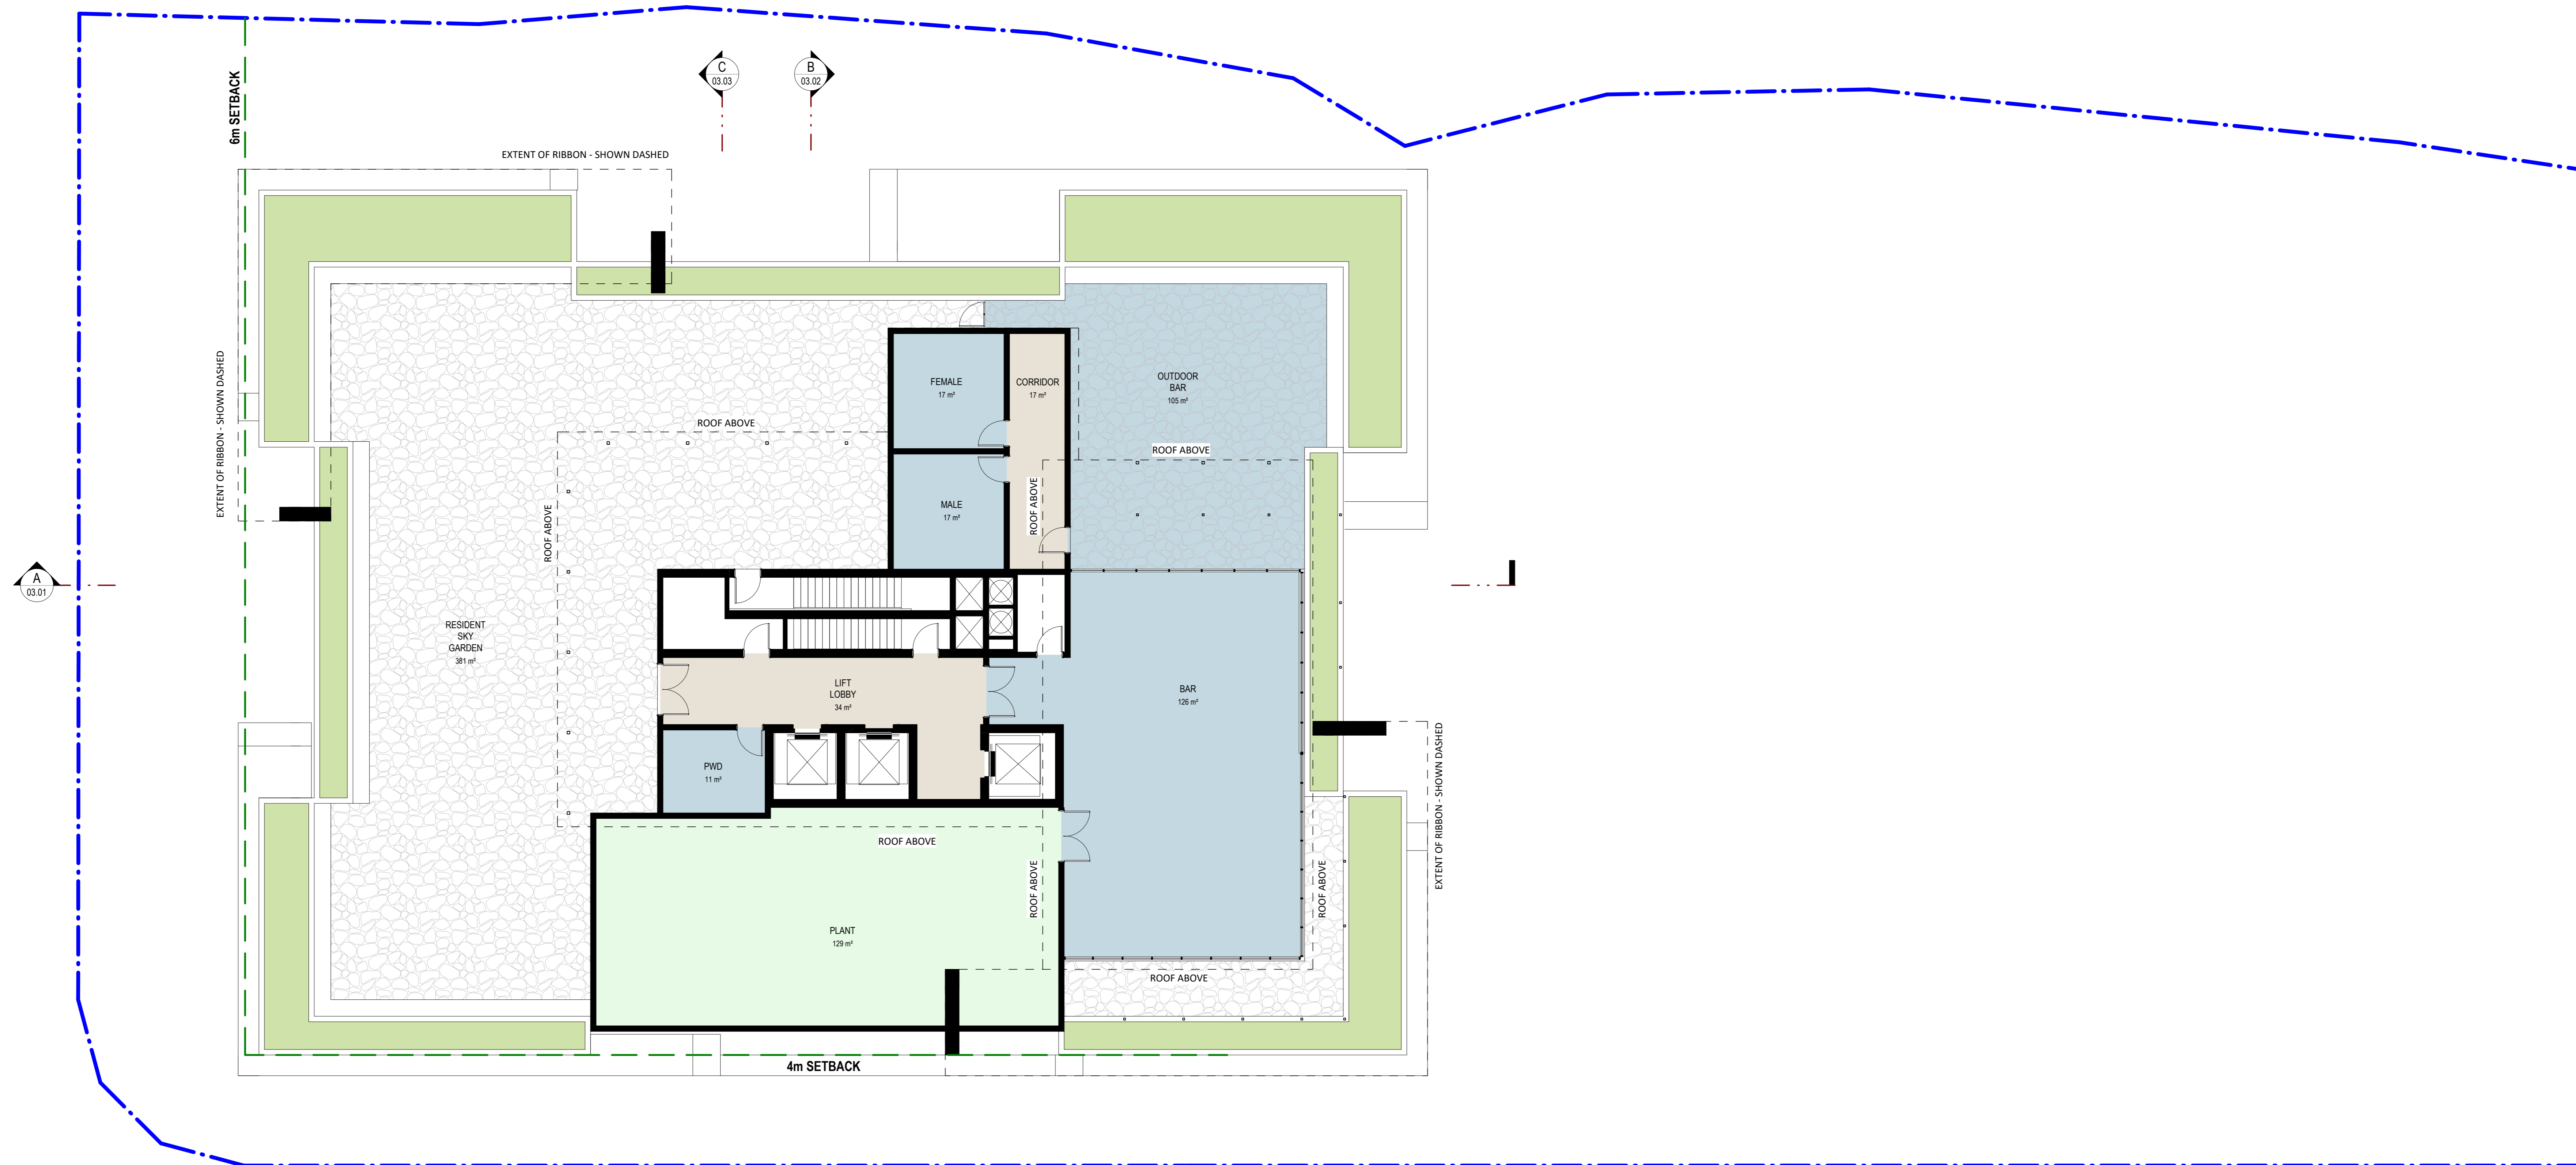 C
03.03
B
03.02
6m SETBACK
EXTENT OF RIBBON - SHOWN DASHED
EXTENT OF RIBBON - SHOWN DASHED
FEMALE
17 m²
CORRIDOR
17 m²
OUTDOOR
BAR
105 m²
ROOF ABOVE
ROOF ABOVE
MALE
17 m²
ROOF ABOVE
ROOF ABOVE
A
03.01
RESIDENT
SKY
GARDEN
381 m²
LIFT
LOBBY
34 m²
BAR
126 m²
PWD
11 m²
EXTENT OF RIBBON - SHOWN DASHED
ROOF ABOVE
ROOF ABOVE
ROOF ABOVE
PLANT
129 m²
ROOF ABOVE
4m SETBACK